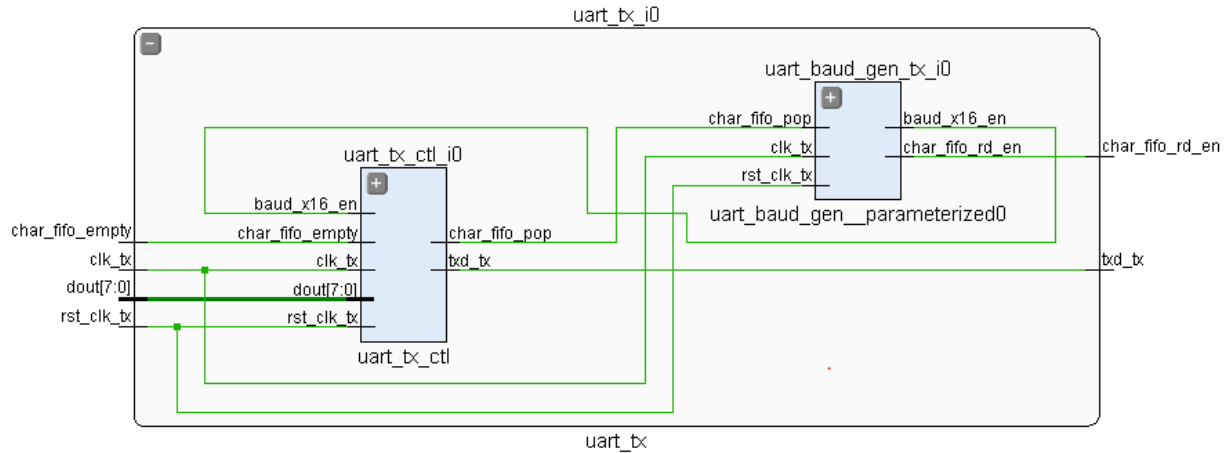 uart_tx_i0
uart_baud_gen_tx_i0
char_fifo_pop
baud_x16_en
clk_tx
char_fifo_rd_en
char_fifo_rd_en
rst_clk_tx
uart_baud_gen__parameterized0
uart_tx_ctl_i0
baud_x16_en
char_fifo_empty
char_fifo_empty
char_fifo_pop
clk_tx
clk_tx
txd_tx
txd_tx
dout[7:0]
dout[7:0]
rst_clk_tx
rst_clk_tx
uart_tx_ctl
uart_tx